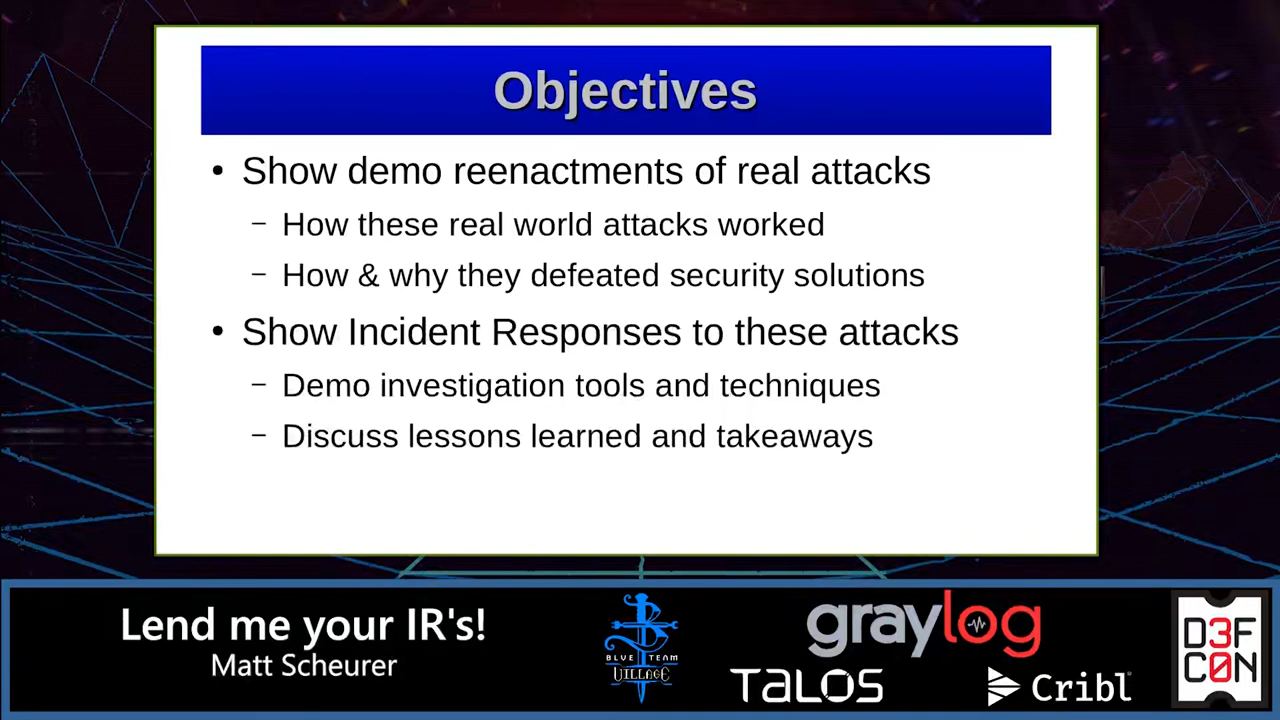 Objectives
• Show demo reenactments of real attacks
– How these real world attacks worked
– How & why they defeated security solutions
• Show Incident Responses to these attacks
– Demo investigation tools and techniques
– Discuss lessons learned and takeaways
Lend me your IR's!
Matt Scheurer
BLUE TEAM
VILLAGE
graylog
TALOS
Cribl
D3F
C0N